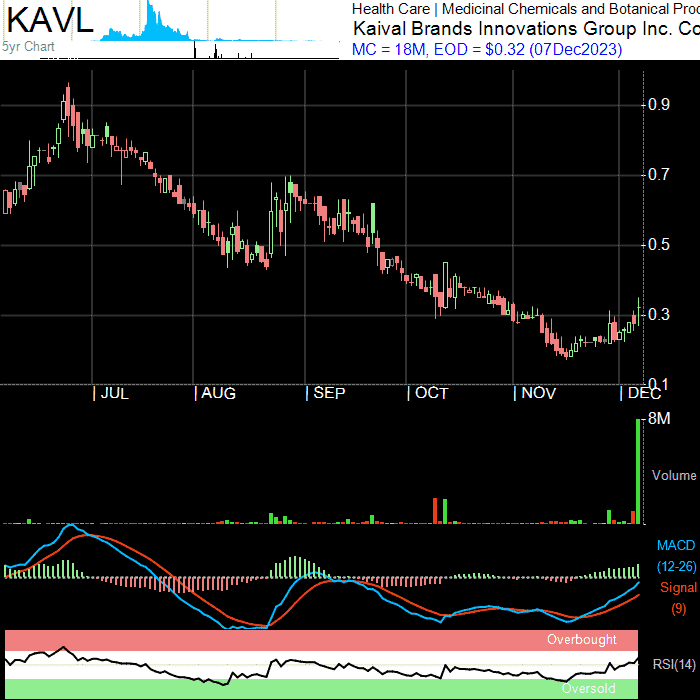 KAVL
5yr Chart
Health Care | Medicinal Chemicals and Botanical
Kaival Brands Innovations Group Inc.
MC = 18M, EOD = $0.32 (07Dec2023)
0.9
0.7
0.5
0.3
0.1
JUL
AUG
SEP
OCT
NOV
DEC
8M
Volume
MACD
(12-26)
Signal
(9)
Overbought
RSI(14)
Oversold